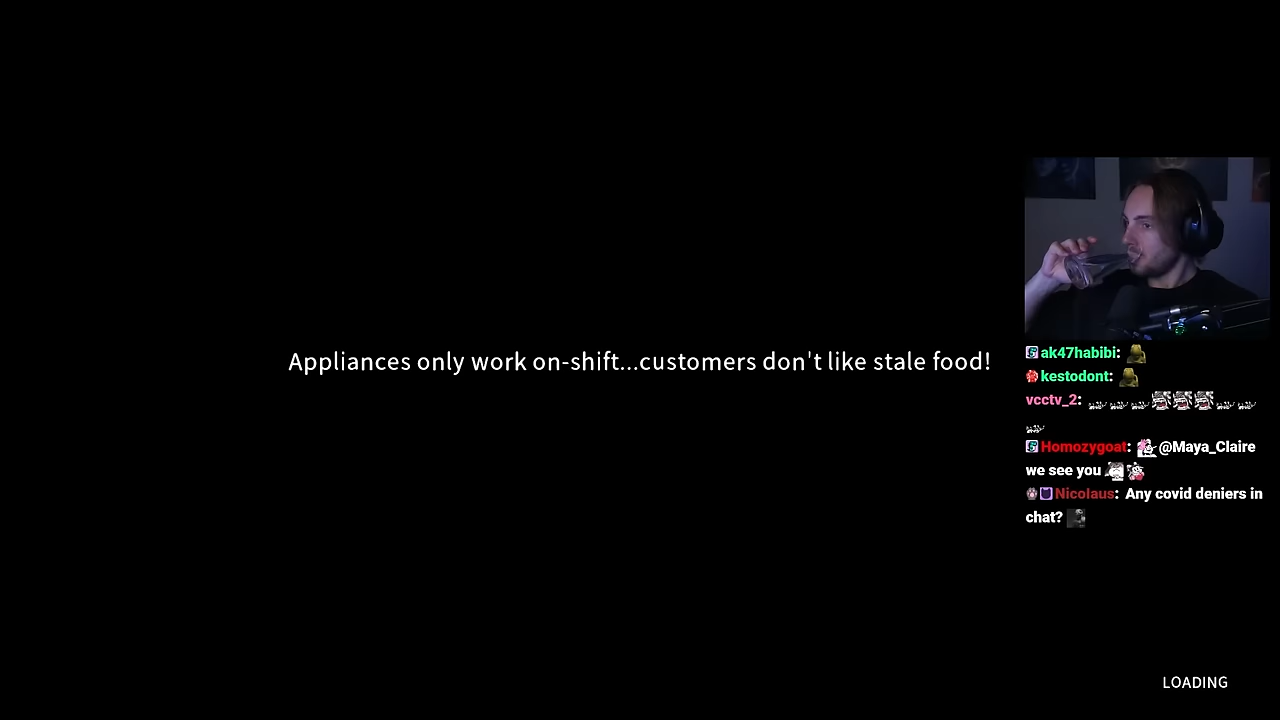 Appliances only work on-shift...customers don't like stale food!
ak47habibi:
kestodont:
vcctv_2:
Homozygoat: @Maya_Claire
we see you
Nicolaus: Any covid deniers in
chat?
LOADING